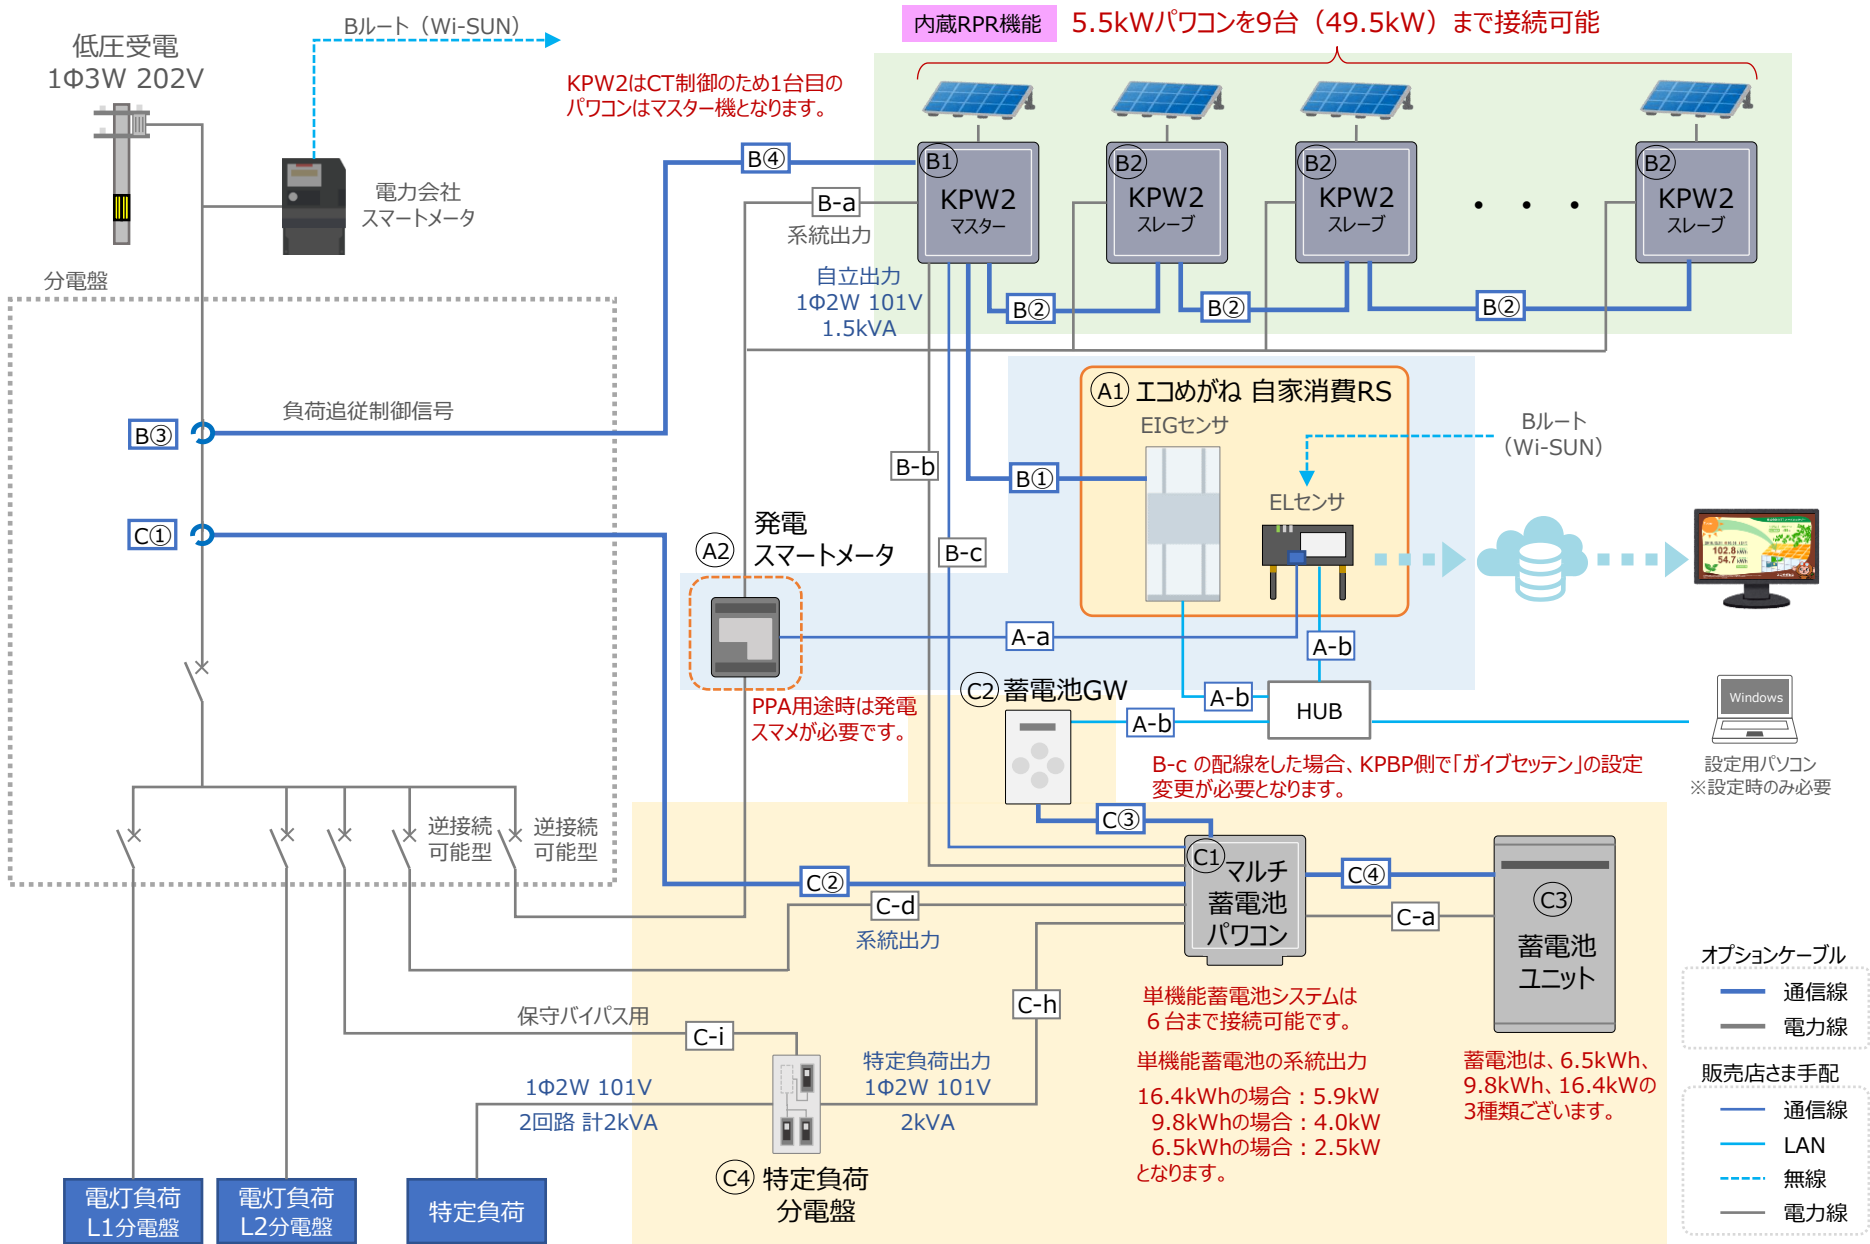 内蔵RPR機能
5.5kWパワコンを9台（49.5kW）まで接続可能
Bルート（Wi-SUN）
低圧受電
1Φ3W 202V
KPW2はCT制御のため1台目の
パワコンはマスター機となります。
電力会社
スマートメータ
B④
B1
KPW2
マスター
B2
KPW2
スレーブ
B2
KPW2
スレーブ
・・・
B2
KPW2
スレーブ
B-a
系統出力
自立出力
1Φ2W 101V
1.5kVA
B②
B②
B②
分電盤
B③
負荷追従制御信号
C①
A1
エコめがね 自家消費RS
EIGセンサ
Bルート
（Wi-SUN）
ELセンサ
B-b
B①
B-c
A2
発電
スマートメータ
102.8
54.7
A-a
A-b
PPA用途時は発電
スマメが必要です。
C2
蓄電池GW
A-b
A-b
HUB
Windows
設定用パソコン
※設定時のみ必要
B-c の配線をした場合、KPBP側で「ガイブセッテン」の設定
変更が必要となります。
逆接続
可能型
逆接続
可能型
C③
C1
マルチ
蓄電池
パワコン
C②
C-d
系統出力
C④
C-a
C3
蓄電池
ユニット
C-h
保守バイパス用
C-i
特定負荷出力
1Φ2W 101V
2kVA
1Φ2W 101V
2回路 計2kVA
C4
特定負荷
分電盤
単機能蓄電池システムは
6台まで接続可能です。
単機能蓄電池の系統出力
16.4kWhの場合：5.9kW
9.8kWhの場合：4.0kW
6.5kWhの場合：2.5kW
となります。
蓄電池は、6.5kWh、
9.8kWh、16.4kWの
3種類ございます。
電灯負荷
L1分電盤
電灯負荷
L2分電盤
特定負荷
オプションケーブル
通信線
電力線
販売店さま手配
通信線
LAN
無線
電力線